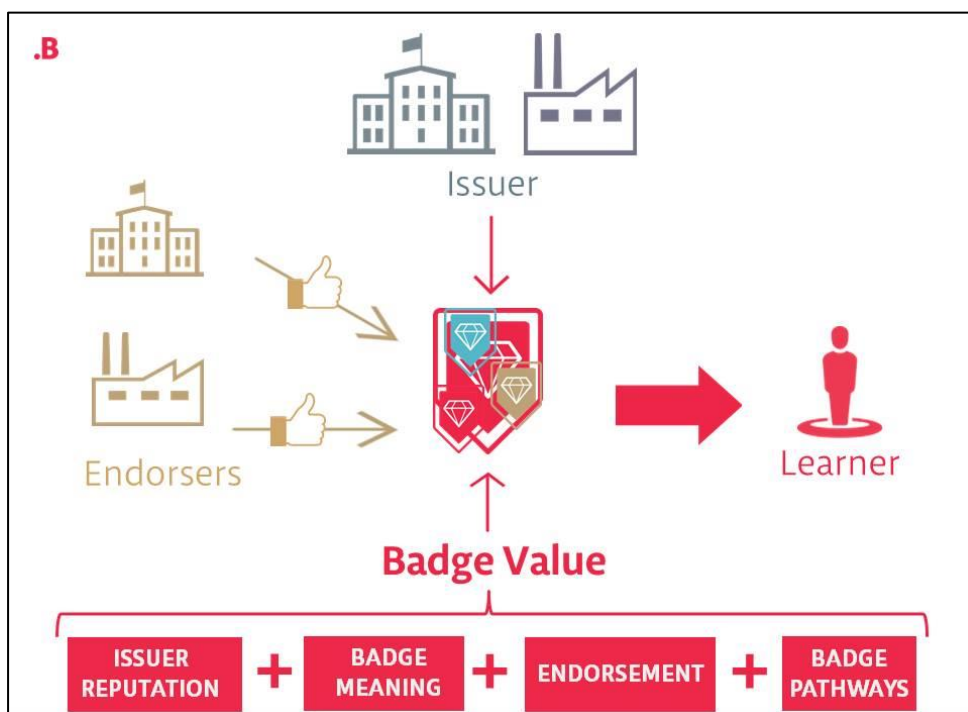 .B
Issuer
Endorsers
Learner
Badge Value
ISSUER
REPUTATION
+
BADGE
MEANING
+
ENDORSEMENT
+
BADGE
PATHWAYS